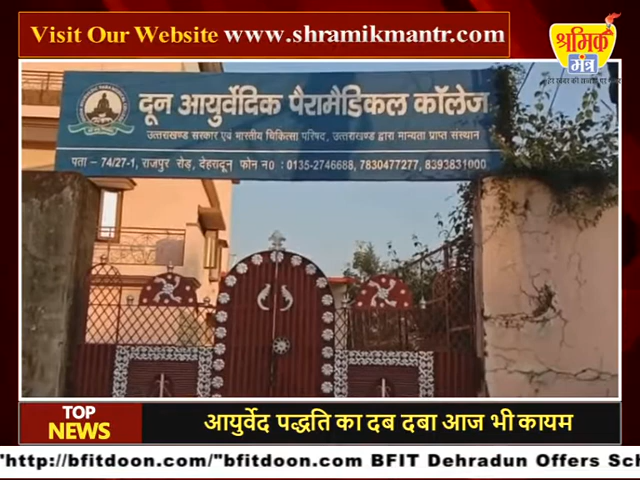 Visit Our Website www.shramikmantr.com
श्रमिक
मंत्र
दून आयुर्वेदिक पैरामैडिकल कॉलेज
उत्तराखण्ड सरकार एवं भारतीय चिकित्सा परिषद, उत्तराखण्ड द्वारा मान्यता प्राप्त संस्थान
पता - 74/27-1, राजपुर रोड़, देहरादून फोन न0 : 0135-2746688, 7830477277, 8393831000
TOP
NEWS
आयुर्वेद पद्धति का दब दबा आज भी कायम
"http://bfitdoon.com/"bfitdoon.com BFIT Dehradun Offers Sch